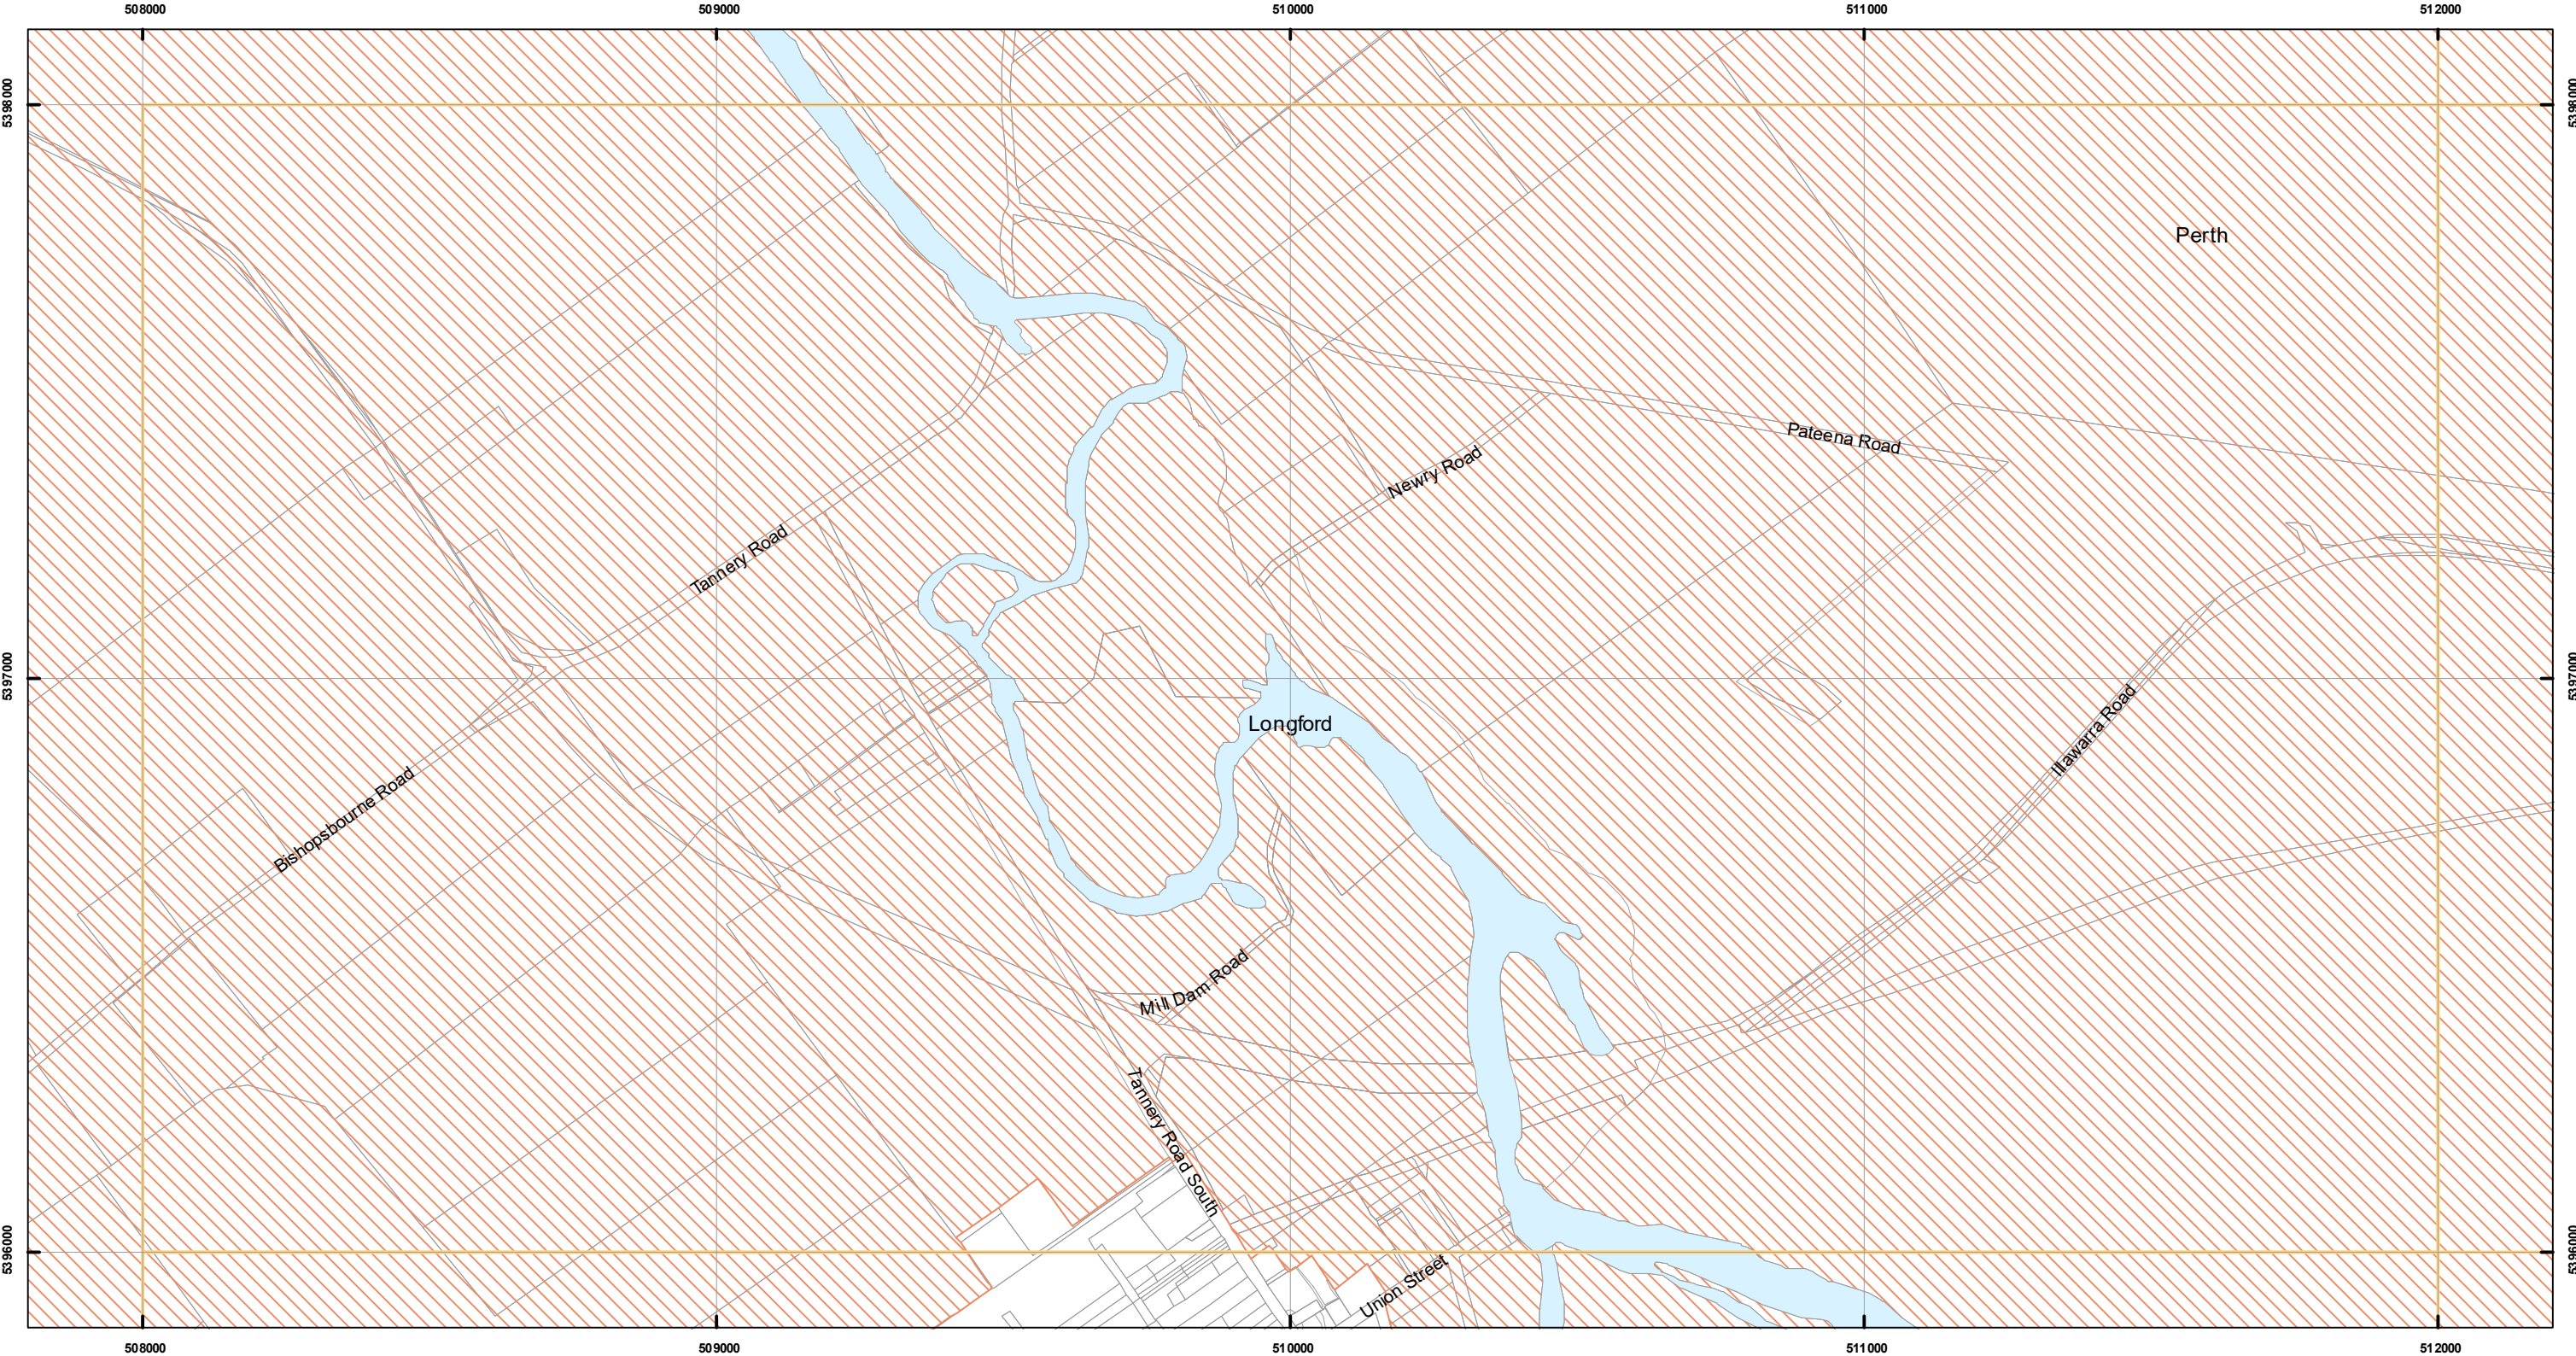 508000 509000 510000 511000 512000
5398000 5398000
Perth
Pateena Road
Newry Road
Tannery Road
5397000 5397000
Illawarra Road
Longford
Bishopsbourne Road
Mill Dam Road
Tannery Road South
5396000 5396000
Union Street
508000 509000 510000 511000 512000